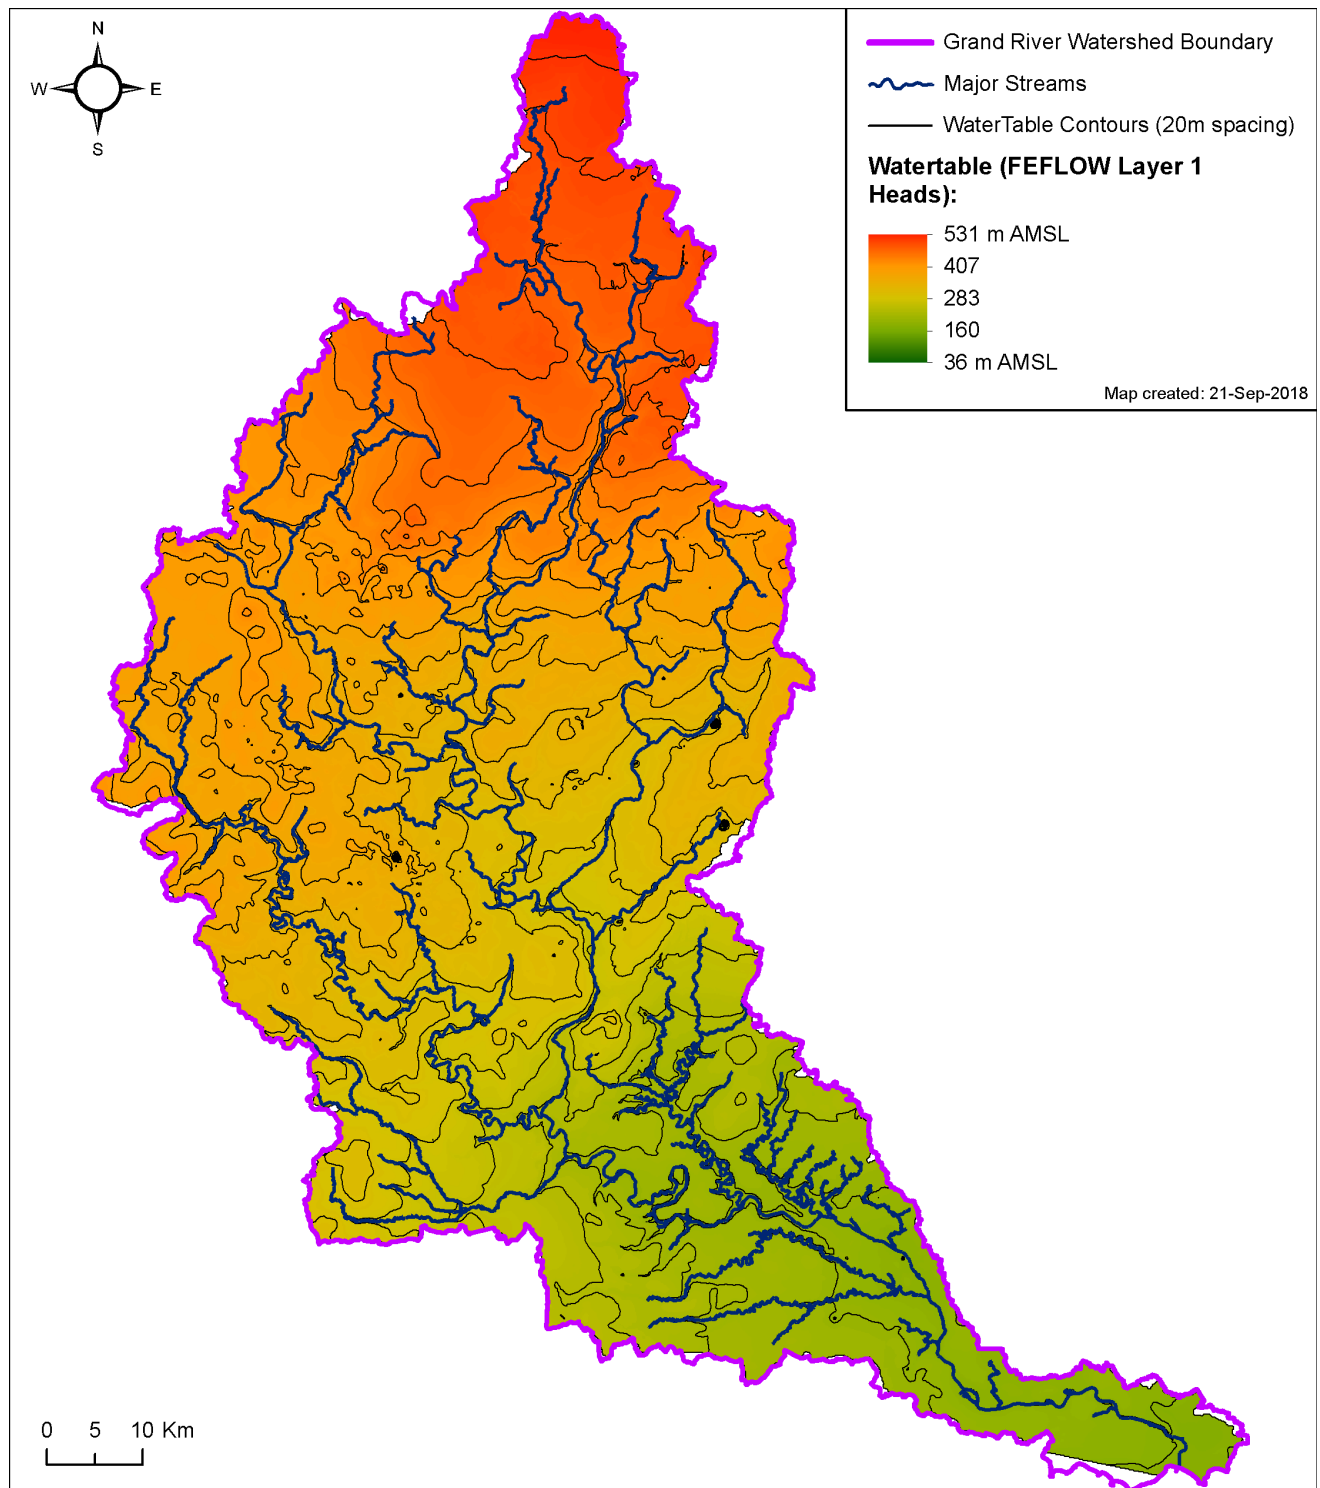 N
W E
S
Grand River Watershed Boundary
Major Streams
WaterTable Contours (20m spacing)
Watertable (FEFLOW Layer 1
Heads):
531 m AMSL
407
283
160
36 m AMSL
Map created: 21-Sep-2018
0 5 10 Km